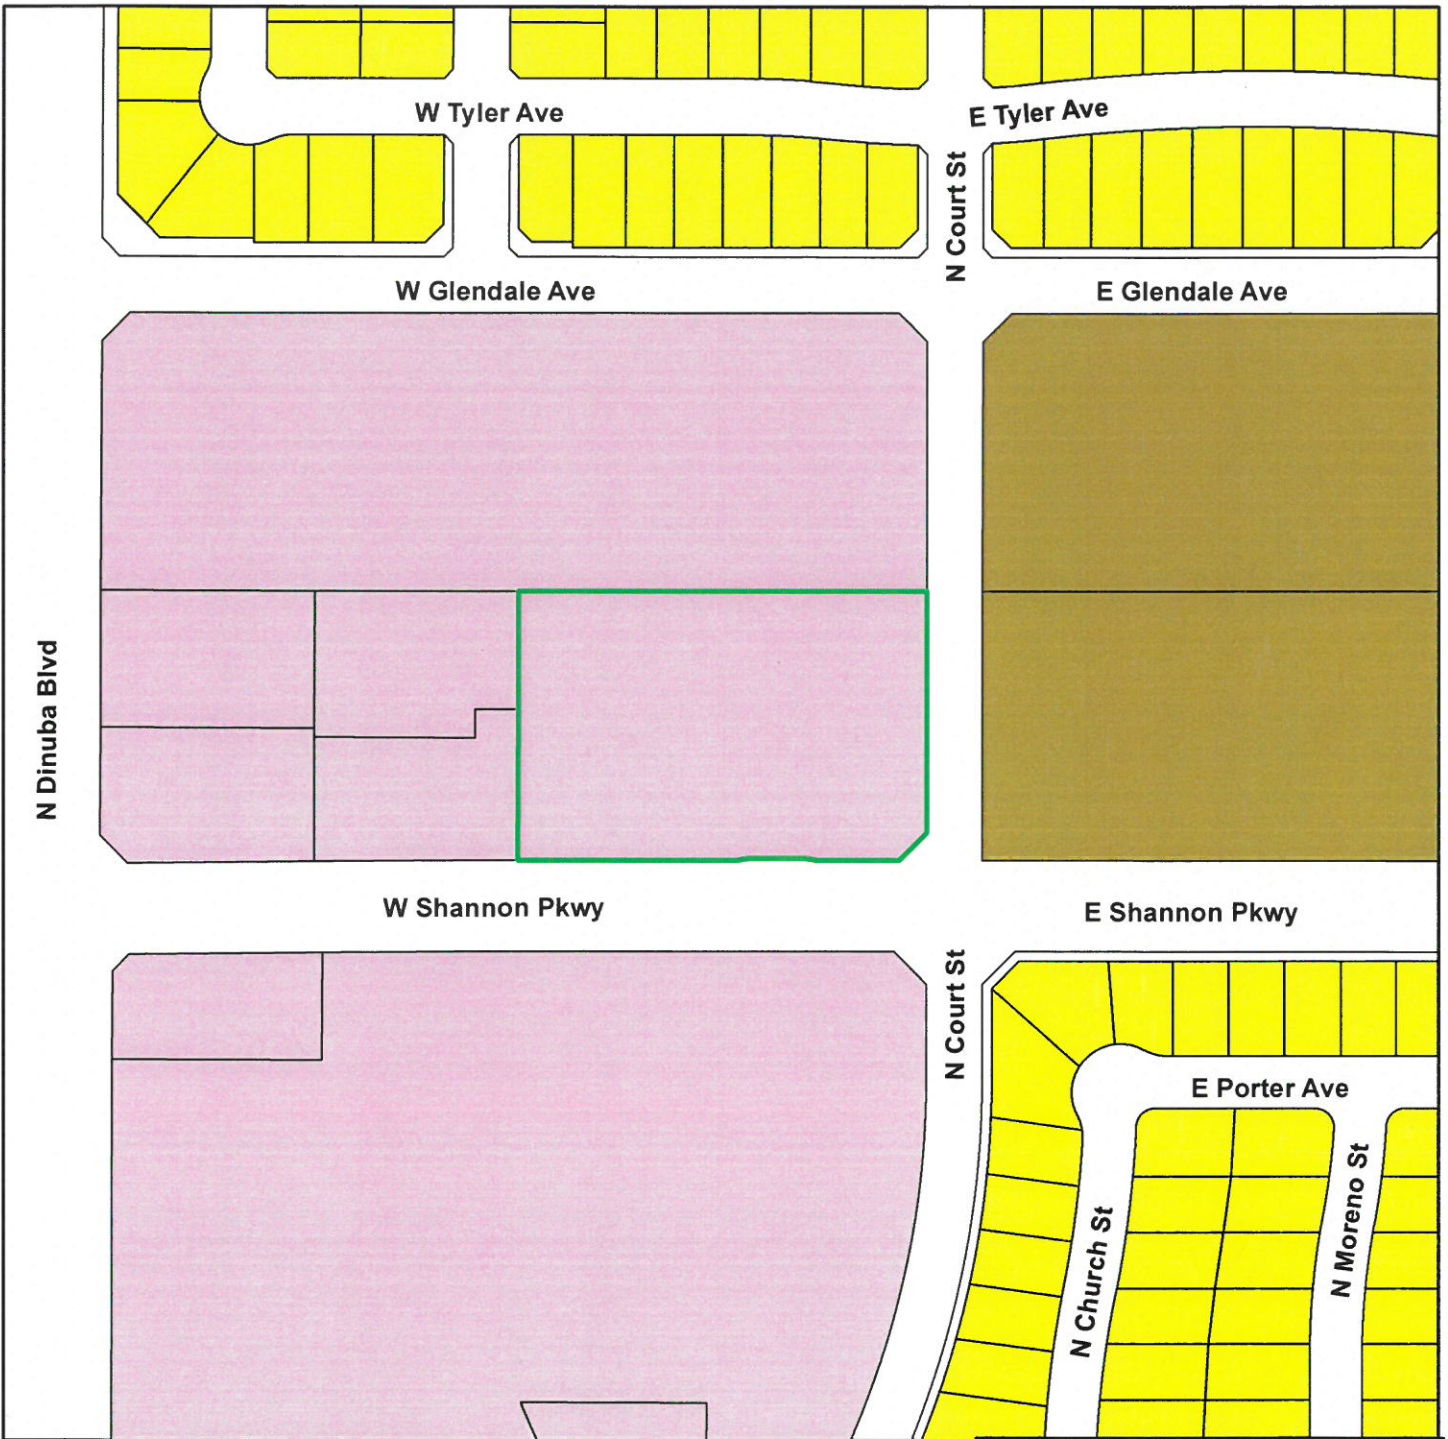 W Tyler Ave
E Tyler Ave
N Court St
W Glendale Ave
E Glendale Ave
N Dinuba Blvd
W Shannon Pkwy
E Shannon Pkwy
N Court St
E Porter Ave
N Church St
N Moreno St